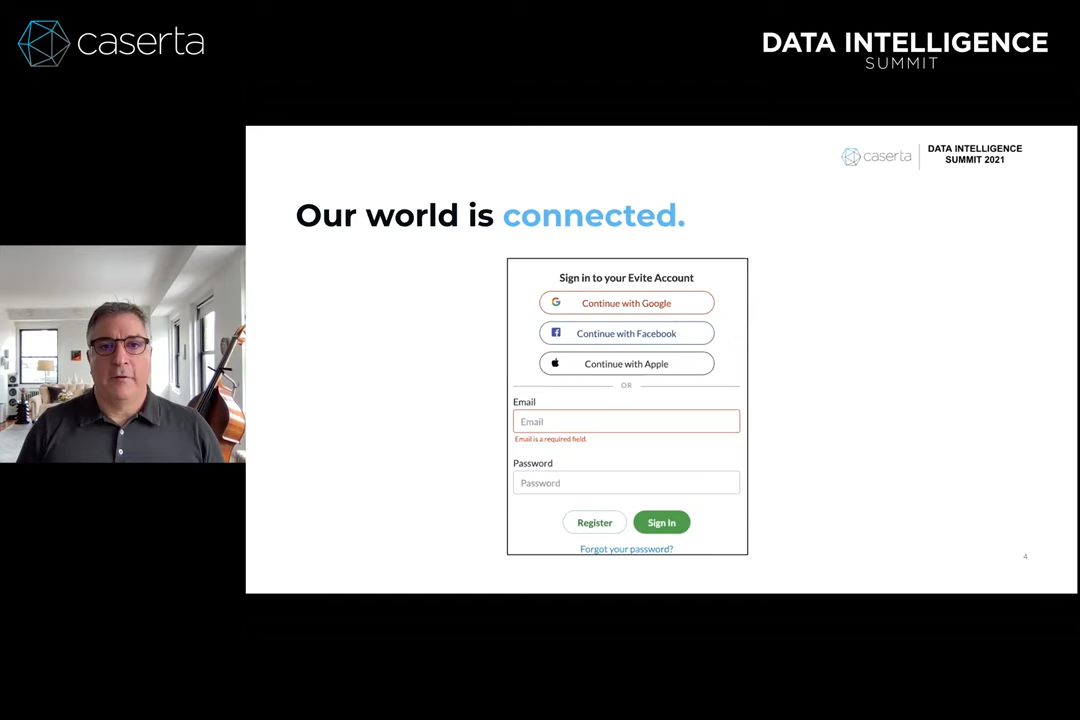 caserta
DATA INTELLIGENCE
SUMMIT
caserta
DATA INTELLIGENCE
SUMMIT 2021
Our world is connected.
Sign in to your Evite Account
Continue with Google
Continue with Facebook
Continue with Apple
OR
Email
Email
Email is a required field.
Password
Password
Register
Sign In
Forgot your password?
4